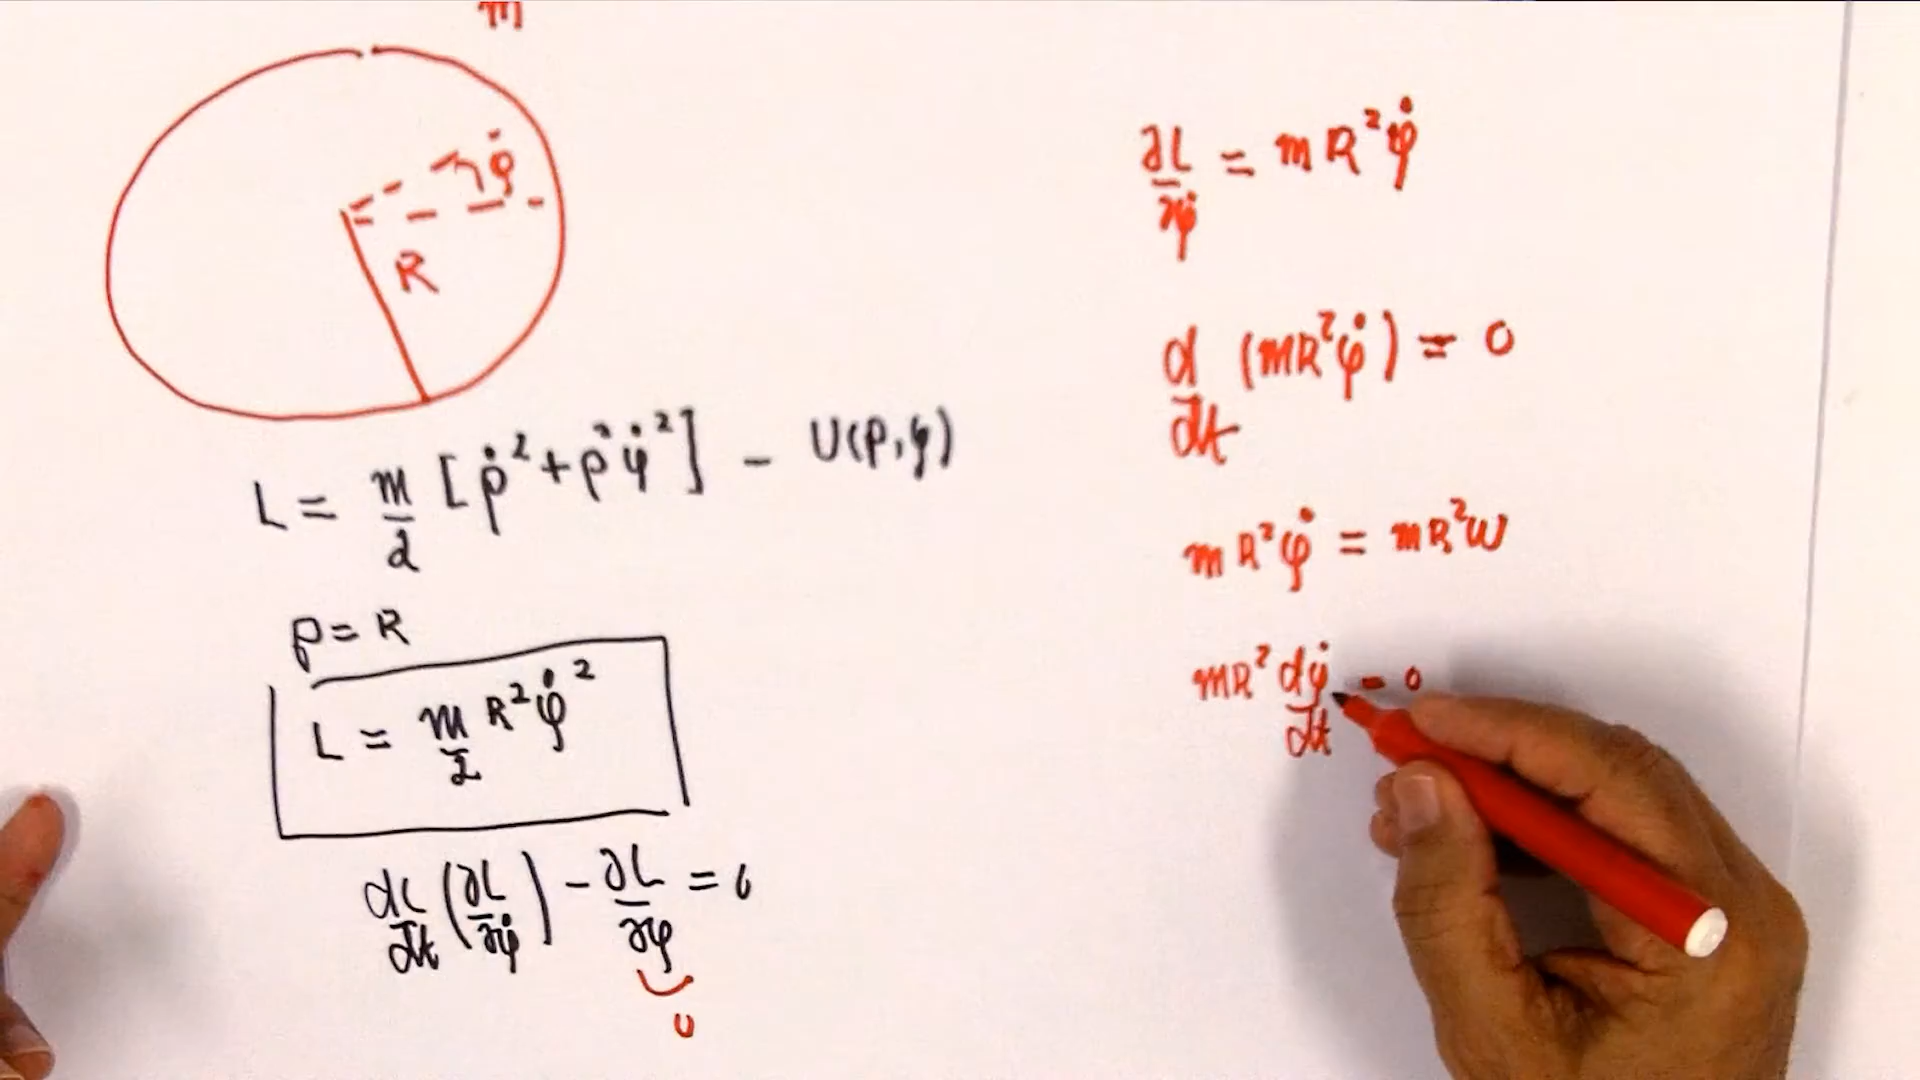 m
φ̇
R
L = m/2 [ρ̇² + ρ²φ̇²] - U(ρ,φ)
ρ = R
L = m/2 R²φ̇²
dL/dt (∂L/∂φ̇) - ∂L/∂φ = 0
0
∂L/∂φ̇ = mR²φ̇
d/dt (mR²φ̇) = 0
mR²φ̇ = mR²ω
mR² dφ̇/dt = 0